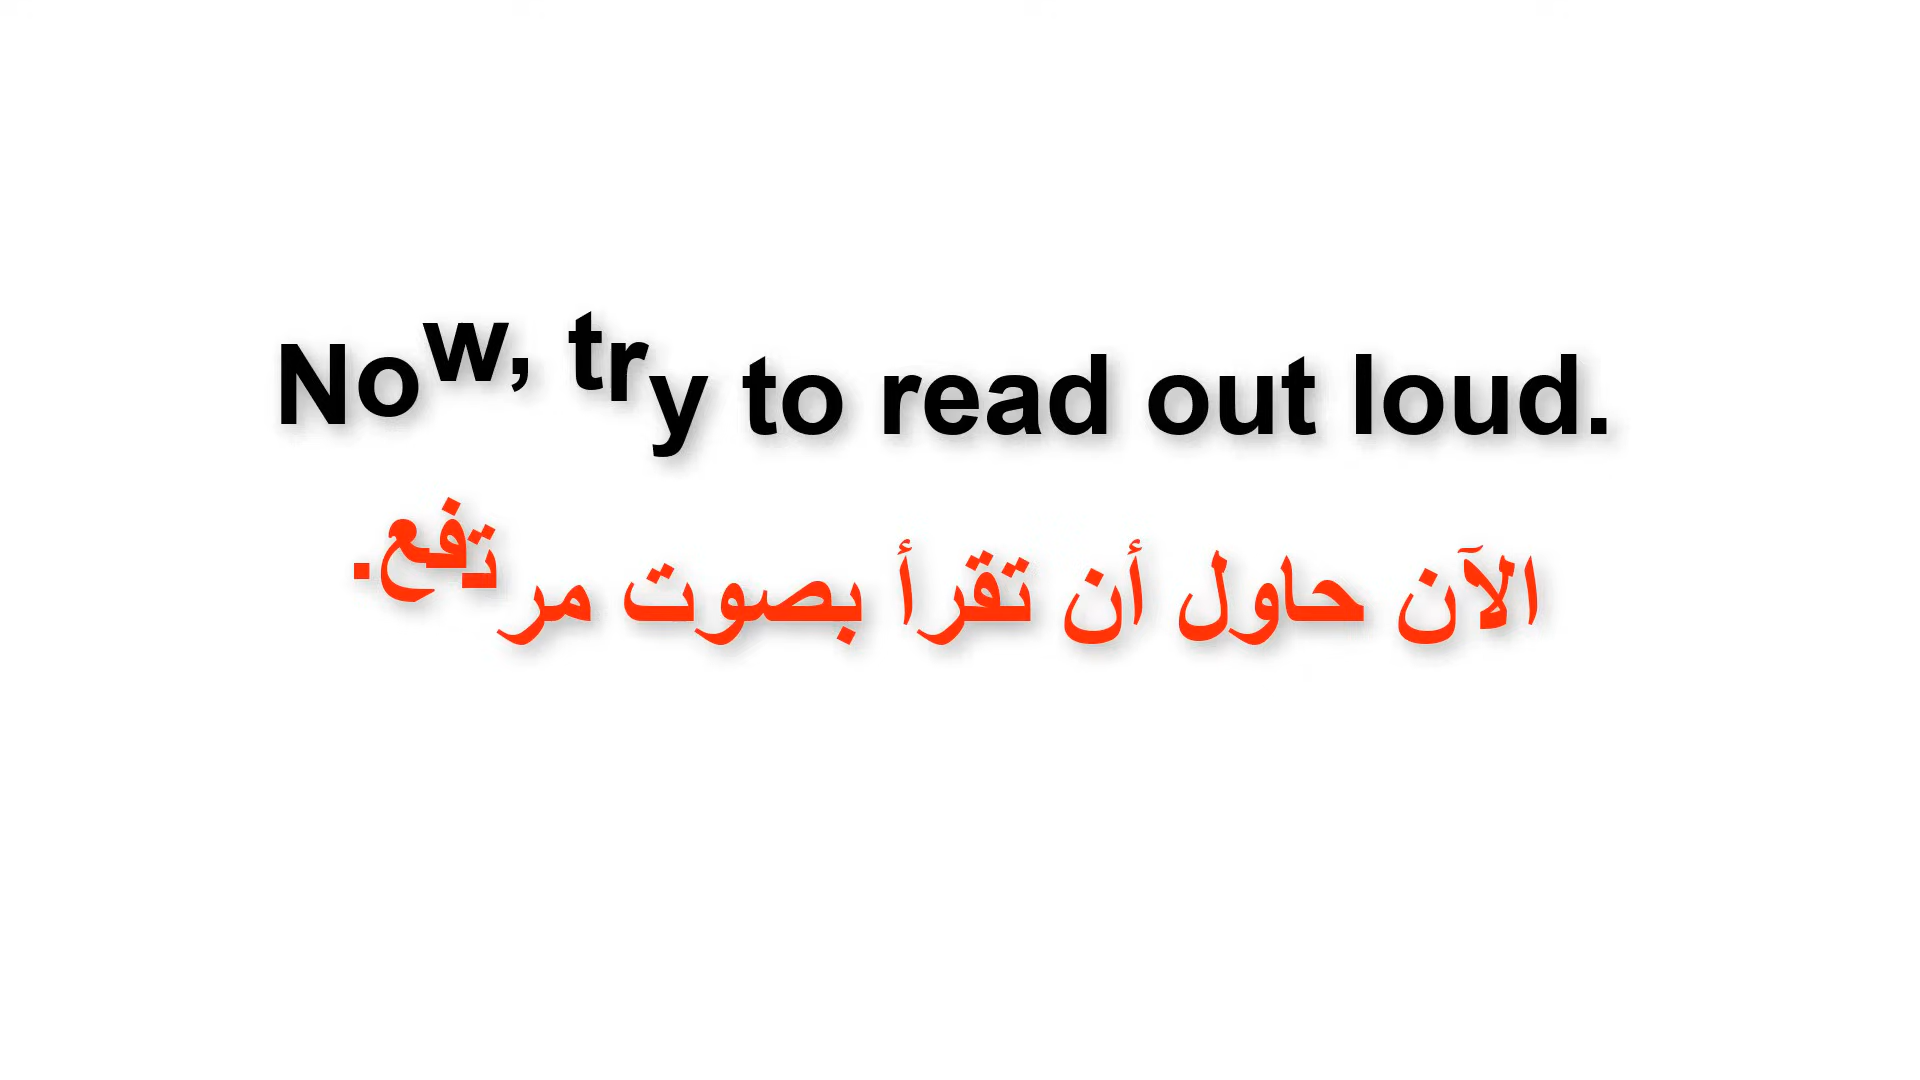 Now, try to read out loud.
الآن حاول أن تقرأ بصوت مرتفع.